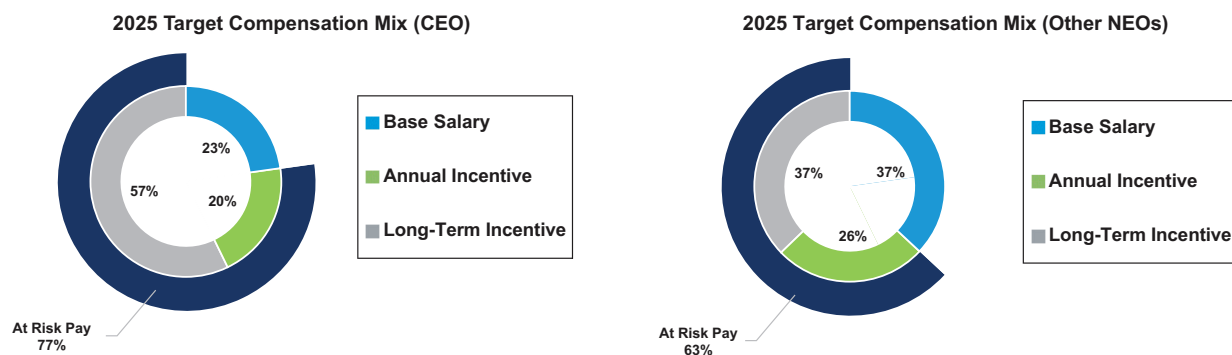 2025 Target Compensation Mix (CEO)
23%
57%
20%
Base Salary
Annual Incentive
Long-Term Incentive
At Risk Pay
77%
2025 Target Compensation Mix (Other NEOs)
37%
37%
26%
Base Salary
Annual Incentive
Long-Term Incentive
At Risk Pay
63%